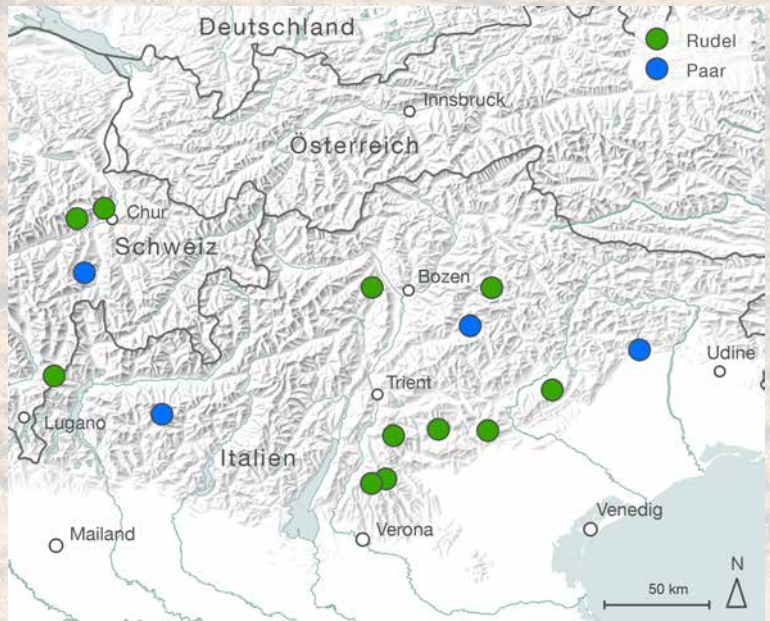 Deutschland
Rudel
Paar
Innsbruck
Österreich
Chur
Schweiz
Bozen
Udine
Trient
Lugano
Italien
Venedig
Mailand
Verona
N
50 km